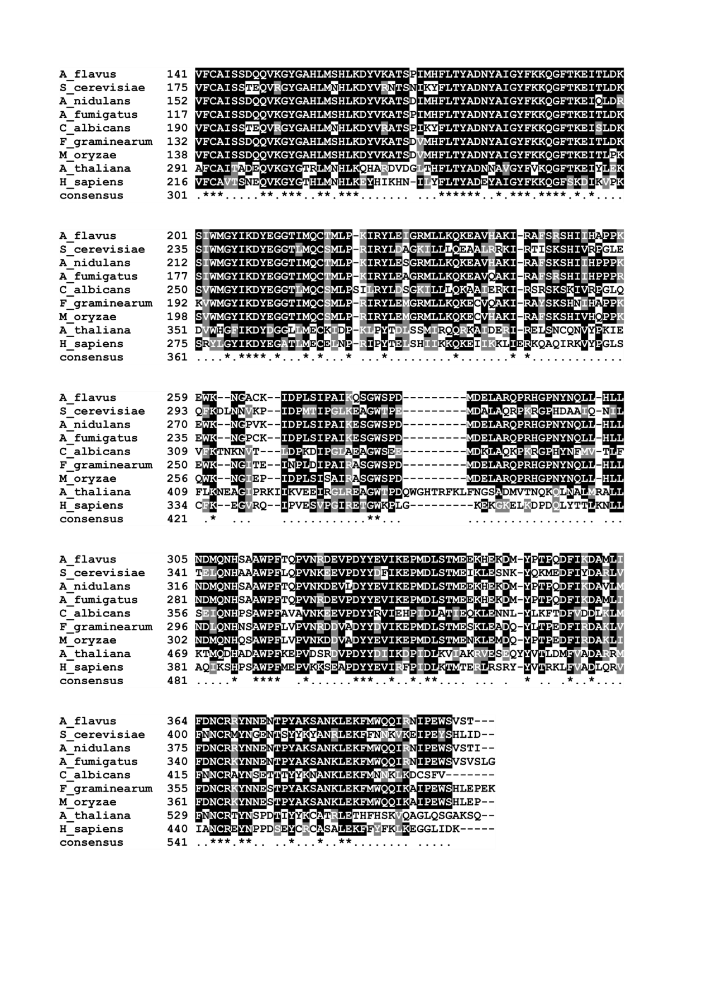 A_flavus 141 VFCAISSDQQVKGYGAHLMSHLKDYVKATSPIMHFLTYADNYAIGYFKKQGFTKEITLDK
S_cerevisiae 175 VFCAISSTEQVRGYGAHLMNHLKDYVRNTSNIKYFLTYADNYAIGYFKKQGFTKEITLDK
A_nidulans 152 VFCAISSDQQVKGYGAHLMSHLKDYVKATSDIMHFLTYADNYAIGYFKKQGFTKEIQLDR
A_fumigatus 117 VFCAISSDQQVKGYGAHLMSHLKDYVKATSPIMHFLTYADNYAIGYFKKQGFTKEITLDK
C_albicans 190 VFCAISSTEQVRGYGAHLMNHLKDYVRATSPIKYFLTYADNYAIGYFKKQGFTKEISLDK
F_graminearum 132 VFCAISSDQQVKGYGAHLMSHLKDYVKATSDVMHFLTYADNYAIGYFKKQGFTKEITLDK
M_oryzae 138 VFCAISSDQQVKGYGAHLMSHLKDYVKATSDVMHFLTYADNYAIGYFKKQGFTKEITLPK
A_thaliana 291 AFCAITADEQVKGYGTRLMNHLKQHARDVDGLTHFLTYADNNAVGYFVKQGFTKEIYLEK
H_sapiens 216 VFCAVTSNEQVKGYGTHLMNHLKEYHIKHN-ILYFLTYADEYAIGYFKKQGFSKDIKVPK
consensus 301 .***.....**.***..**.***....... ...******..*.***.****.*.*....
A_flavus 201 SIWMGYIKDYEGGTIMQCTMLP-KIRYLEIGRMLLKQKEAVHAKI-RAFSRSHIIHAPPK
S_cerevisiae 235 SIWMGYIKDYEGGTLMQCSMLP-RIRYLDAGKILLLQEAALRRKI-RTISKSHIVRPGLE
A_nidulans 212 SIWMGYIKDYEGGTIMQCTMLP-KIRYLESGRMLLKQKEAVHAKI-RAFSKSHIIHPPPK
A_fumigatus 177 SIWMGYIKDYEGGTIMQCTMLP-KIRYLEAGRMLLKQKEAVQAKI-RAFSRSHIIHPPPR
C_albicans 250 SVWMGYIKDYEGGTLMQCSMLPSILRYLDSGKILLLQKAAIERKI-RSRSKSKIVRPGLQ
F_graminearum 192 KVWMGYIKDYEGGTIMQCSMLP-RIRYLEMGRMLLKQKECVQAKI-RAYSKSHNIHAPPK
M_oryzae 198 SVWMGYIKDYEGGTIMQCSMLP-RIRYLEMGRMLLKQKECVHAKI-RAFSKSHIVHQPPK
A_thaliana 351 DVWHGFIKDYDGGLLMECKIDP-KLPYTDLSSMIRQQRKAIDERI-RELSNCQNVYPKIE
H_sapiens 275 SRYLGYIKDYEGATLMECELNP-RIPYTELSHIIKKQKEIIKKLIERKQAQIRKVYPGLS
consensus 361 ....*.****.*...*.*...* ....*.........*.......* *.............
A_flavus 259 EWK--NGACK--IDPLSIPAIKQSGWSPD---------MDELARQPRHGPNYNQLL-HLL
S_cerevisiae 293 QFKDLNNVKP--IDPMTIPGLKEAGWTPE---------MDALAQRPKRGPHDAAIQ-NIL
A_nidulans 270 EWK--NGPVK--IDPLSIPAIKESGWSPD---------MDELARQPRHGPNYNQLL-HLL
A_fumigatus 235 EWK--NGPCK--IDPLSIPAIKESGWSPD---------MDELARQPRHGPNYNQLL-HLL
C_albicans 309 VFKTNKNVT---LDPKDIPGLAEAGWSEE---------MDKLAQKPKRGPHYNFMV-TLF
F_graminearum 250 EWK--NGITE--INPLDIPAIRASGWSPD---------MDELARQPRHGPNYNQLL-HLL
M_oryzae 256 QWK--NGIEP--IDPLSISAIRASGWSPD---------MDELARQPRHGPNYNQLL-HLL
A_thaliana 409 FLKNEAGIPRKIIKVEEIRGLREAGWTPDQWGHTRFKLFNGSADMVTNQKQLNALMRALL
H_sapiens 334 CFK--EGVRQ--IPVESVPGIRETGWKPLG---------KEKGKELKDPDQLYTTLKNLL
consensus 421 .*  ...    ............**...         ................. ...
A_flavus 305 NDMQNHSAAWPFTQPVNRDEVPDYYEVIKEPMDLSTMEEKHEKDM-YPTPQDFIKDAMLI
S_cerevisiae 341 TELQNHAAAWPFLQPVNKEEVPDYYDFIKEPMDLSTMEIKLESNK-YQKMEDFIYDARLV
A_nidulans 316 NDMQNHSAAWPFTQPVNKDEVLDYYEVIKEPMDLSTMEEKHEKDM-YPTPQDFIKDAVLM
A_fumigatus 281 NDMQNHSAAWPFTQPVNRDEVPDYYEVIKEPMDLSTMEEKHEKDM-YPTPQDFIKDAMLI
C_albicans 356 SEIQNHPSAWPFAVAVNKEEVPDYYRVIEHPIDLATIEQKLENNL-YLKFTDFVDDLKLM
F_graminearum 296 NDLQNHNSAWPFLVPVNRDDVADYYDVIKEPMDLSTMESKLEADQ-YLTPEDFIRDAKLV
M_oryzae 302 NDMQNHQSAWPFLVPVNKDDVADYYEVIKEPMDLSTMENKLEMDQ-YPTPEDFIRDAKLI
A_thaliana 469 KTMQDHADAWPFKEPVDSRDVPDYYDIIKDPIDLKVIAKRVESEQYYVTLDMFVADARRM
H_sapiens 381 AQIKSHPSAWPFMEPVKKSEAPDYYEVIRFPIDLKTMTERLRSRY-YVTRKLFVADLQRV
consensus 481 .....*  ****  .*......***..*..*.**.... ... .  * .. ..*..*....
A_flavus 364 FDNCRRYNNENTPYAKSANKLEKFMWQQIRNIPEWSVST---
S_cerevisiae 400 FNNCRMYNGENTSYYKYANRLEKFFNNKVKEIPEYSHLID--
A_nidulans 375 FDNCRRYNNENTPYAKSANKLEKFMWQQIRNIPEWSVSTI--
A_fumigatus 340 FDNCRKYNNENTPYAKSANKLEKFMWQQIRNIPEWSVSVSLG
C_albicans 415 FNNCRAYNSETTTYYKNANKLEKFMNNKLKDCSFV-------
F_graminearum 355 FDNCRKYNNESTPYAKSANKLEKFMWQQIKAIPEWSHLEPEK
M_oryzae 361 FDNCRKYNNESTPYAKSANKLEKFMWQQIKAIPEWSHLEP--
A_thaliana 529 FNNCRTYNSPDTIYYKCATRLETHFHSKVQAGLQSGAKSQ--
H_sapiens 440 IANCREYNPPDSEYCRCASALEKFFYFKLKEGGLIDK-----
consensus 541 ..***.**.. ..*...*..**........ .....